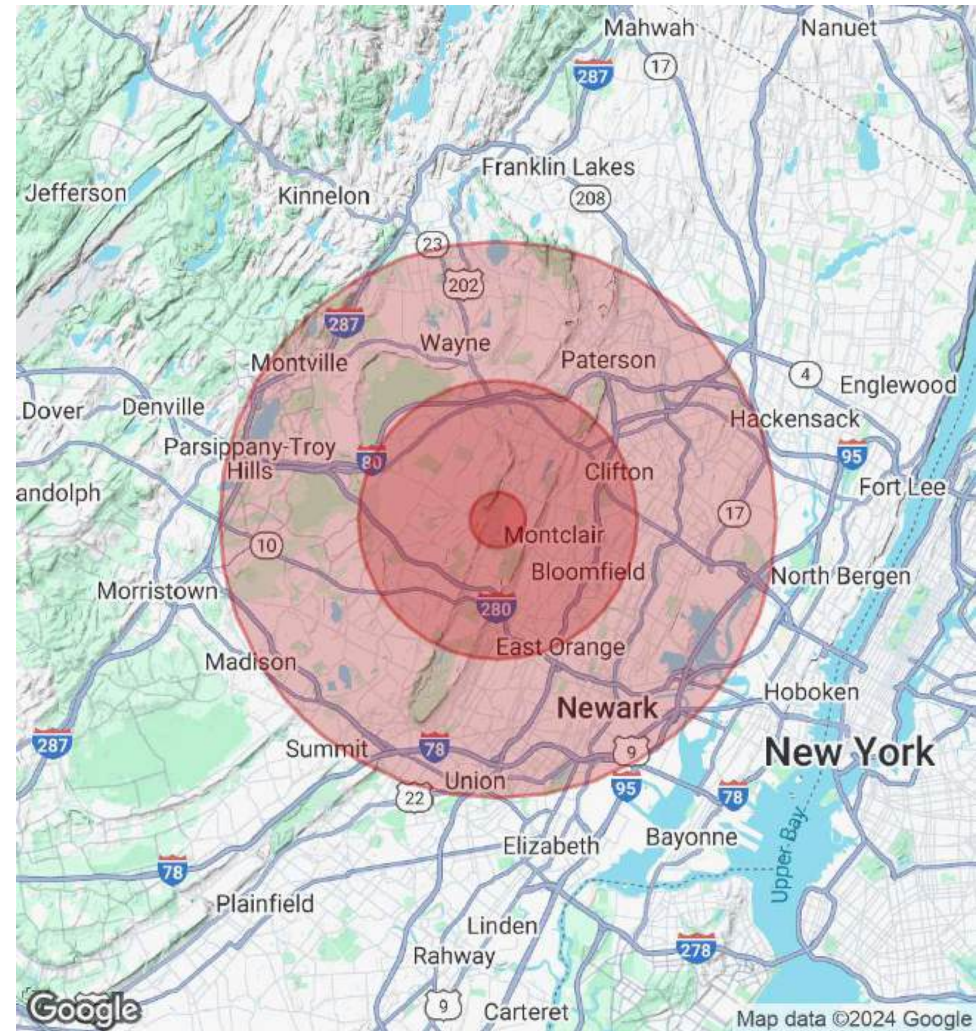 Mahwah
Nanuet
17
287
Franklin Lakes
Jefferson
Kinnelon
208
23
202
287
Wayne
Montville
Paterson
4
Englewood
Dover
Denville
Hackensack
Parsippany-Troy
Hills
80
95
Clifton
Fort Lee
andolph
17
Montclair
10
Bloomfield
North Bergen
Morristown
280
East Orange
Madison
Hoboken
Newark
287
Summit
78
9
New York
Union
95
78
22
Bayonne
Elizabeth
Upper Bay
78
Plainfield
Linden
278
Rahway
9
Carteret
Google
Map data ©2024 Google